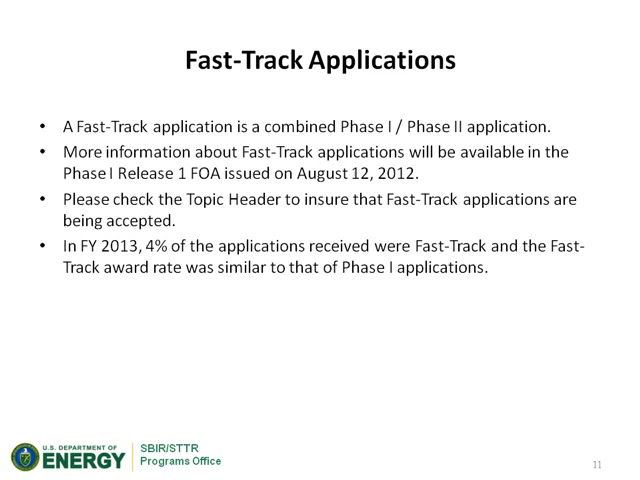 Fast-Track Applications
• A Fast-Track application is a combined Phase I / Phase II application.
• More information about Fast-Track applications will be available in the
Phase I Release 1 FOA issued on August 12, 2012.
• Please check the Topic Header to insure that Fast-Track applications are
being accepted.
• In FY 2013, 4% of the applications received were Fast-Track and the Fast-
Track award rate was similar to that of Phase I applications.
U.S. DEPARTMENT OF
ENERGY
SBIR/STTR
Programs Office
11